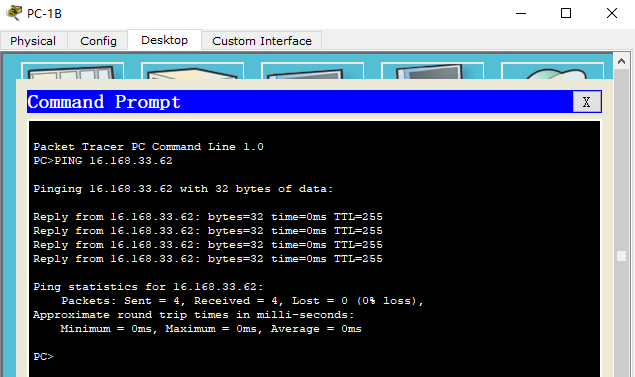 PC-1B
Physical Config Desktop Custom Interface
Command Prompt X
Packet Tracer PC Command Line 1.0
PC>PING 16.168.33.62
Pinging 16.168.33.62 with 32 bytes of data:
Reply from 16.168.33.62: bytes=32 time=0ms TTL=255
Reply from 16.168.33.62: bytes=32 time=0ms TTL=255
Reply from 16.168.33.62: bytes=32 time=0ms TTL=255
Reply from 16.168.33.62: bytes=32 time=0ms TTL=255
Ping statistics for 16.168.33.62:
Packets: Sent = 4, Received = 4, Lost = 0 (0% loss),
Approximate round trip times in milli-seconds:
Minimum = 0ms, Maximum = 0ms, Average = 0ms
PC>